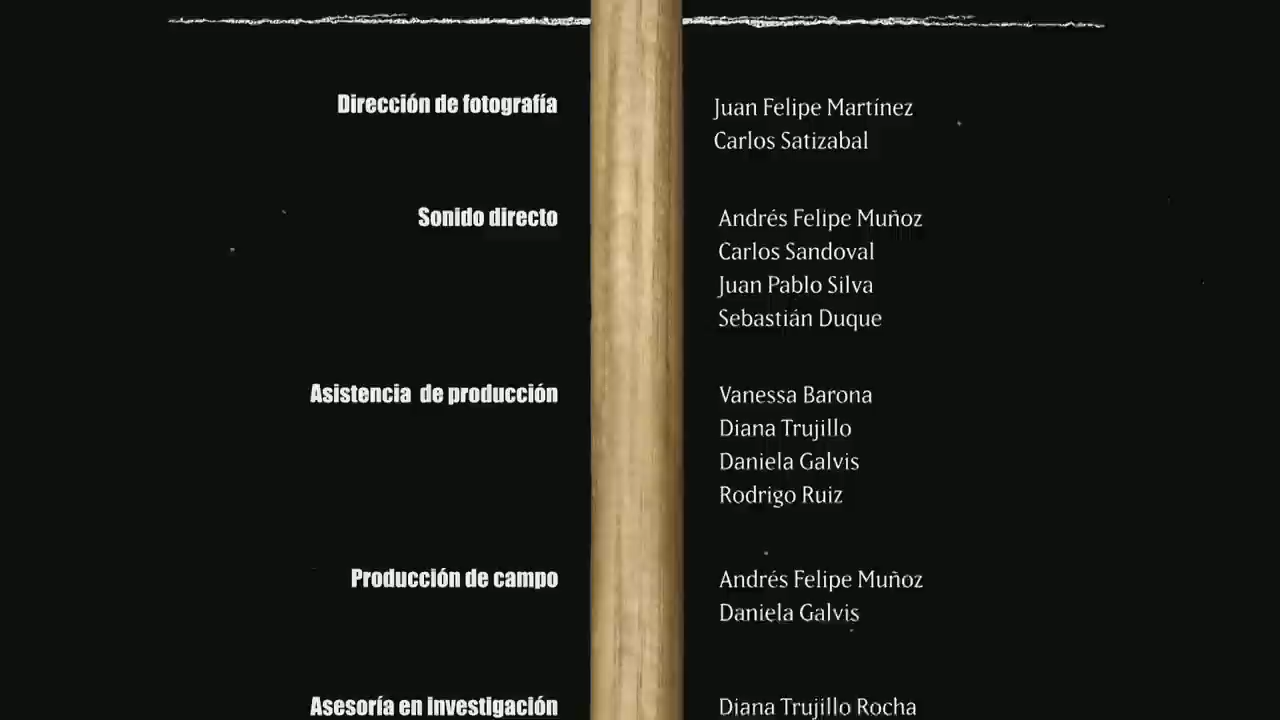 Dirección de fotografía
Juan Felipe Martínez
Carlos Satizabal
Sonido directo
Andrés Felipe Muñoz
Carlos Sandoval
Juan Pablo Silva
Sebastián Duque
Asistencia de producción
Vanessa Barona
Diana Trujillo
Daniela Galvis
Rodrigo Ruiz
Producción de campo
Andrés Felipe Muñoz
Daniela Galvis
Asesoría en investigación
Diana Trujillo Rocha